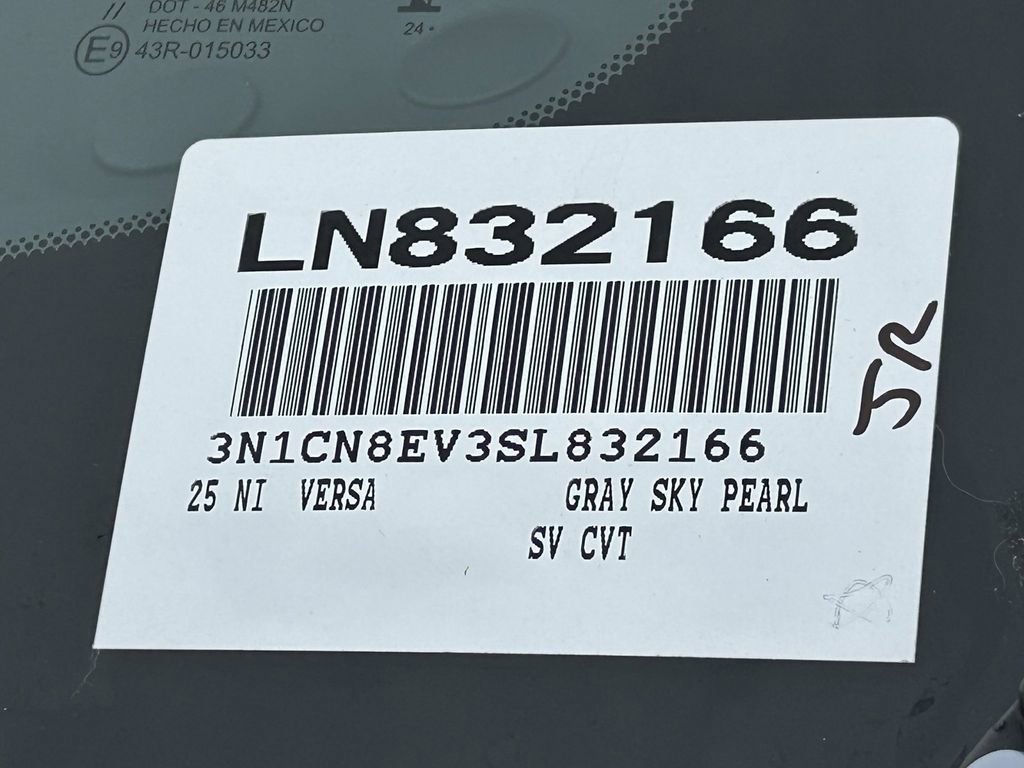 DOT - 46 M482N
HECHO EN MEXICO
E9 43R-015033
24 •
LN832166
3N1CN8EV3SL832166
25 NI VERSA GRAY SKY PEARL
SV CVT
JR